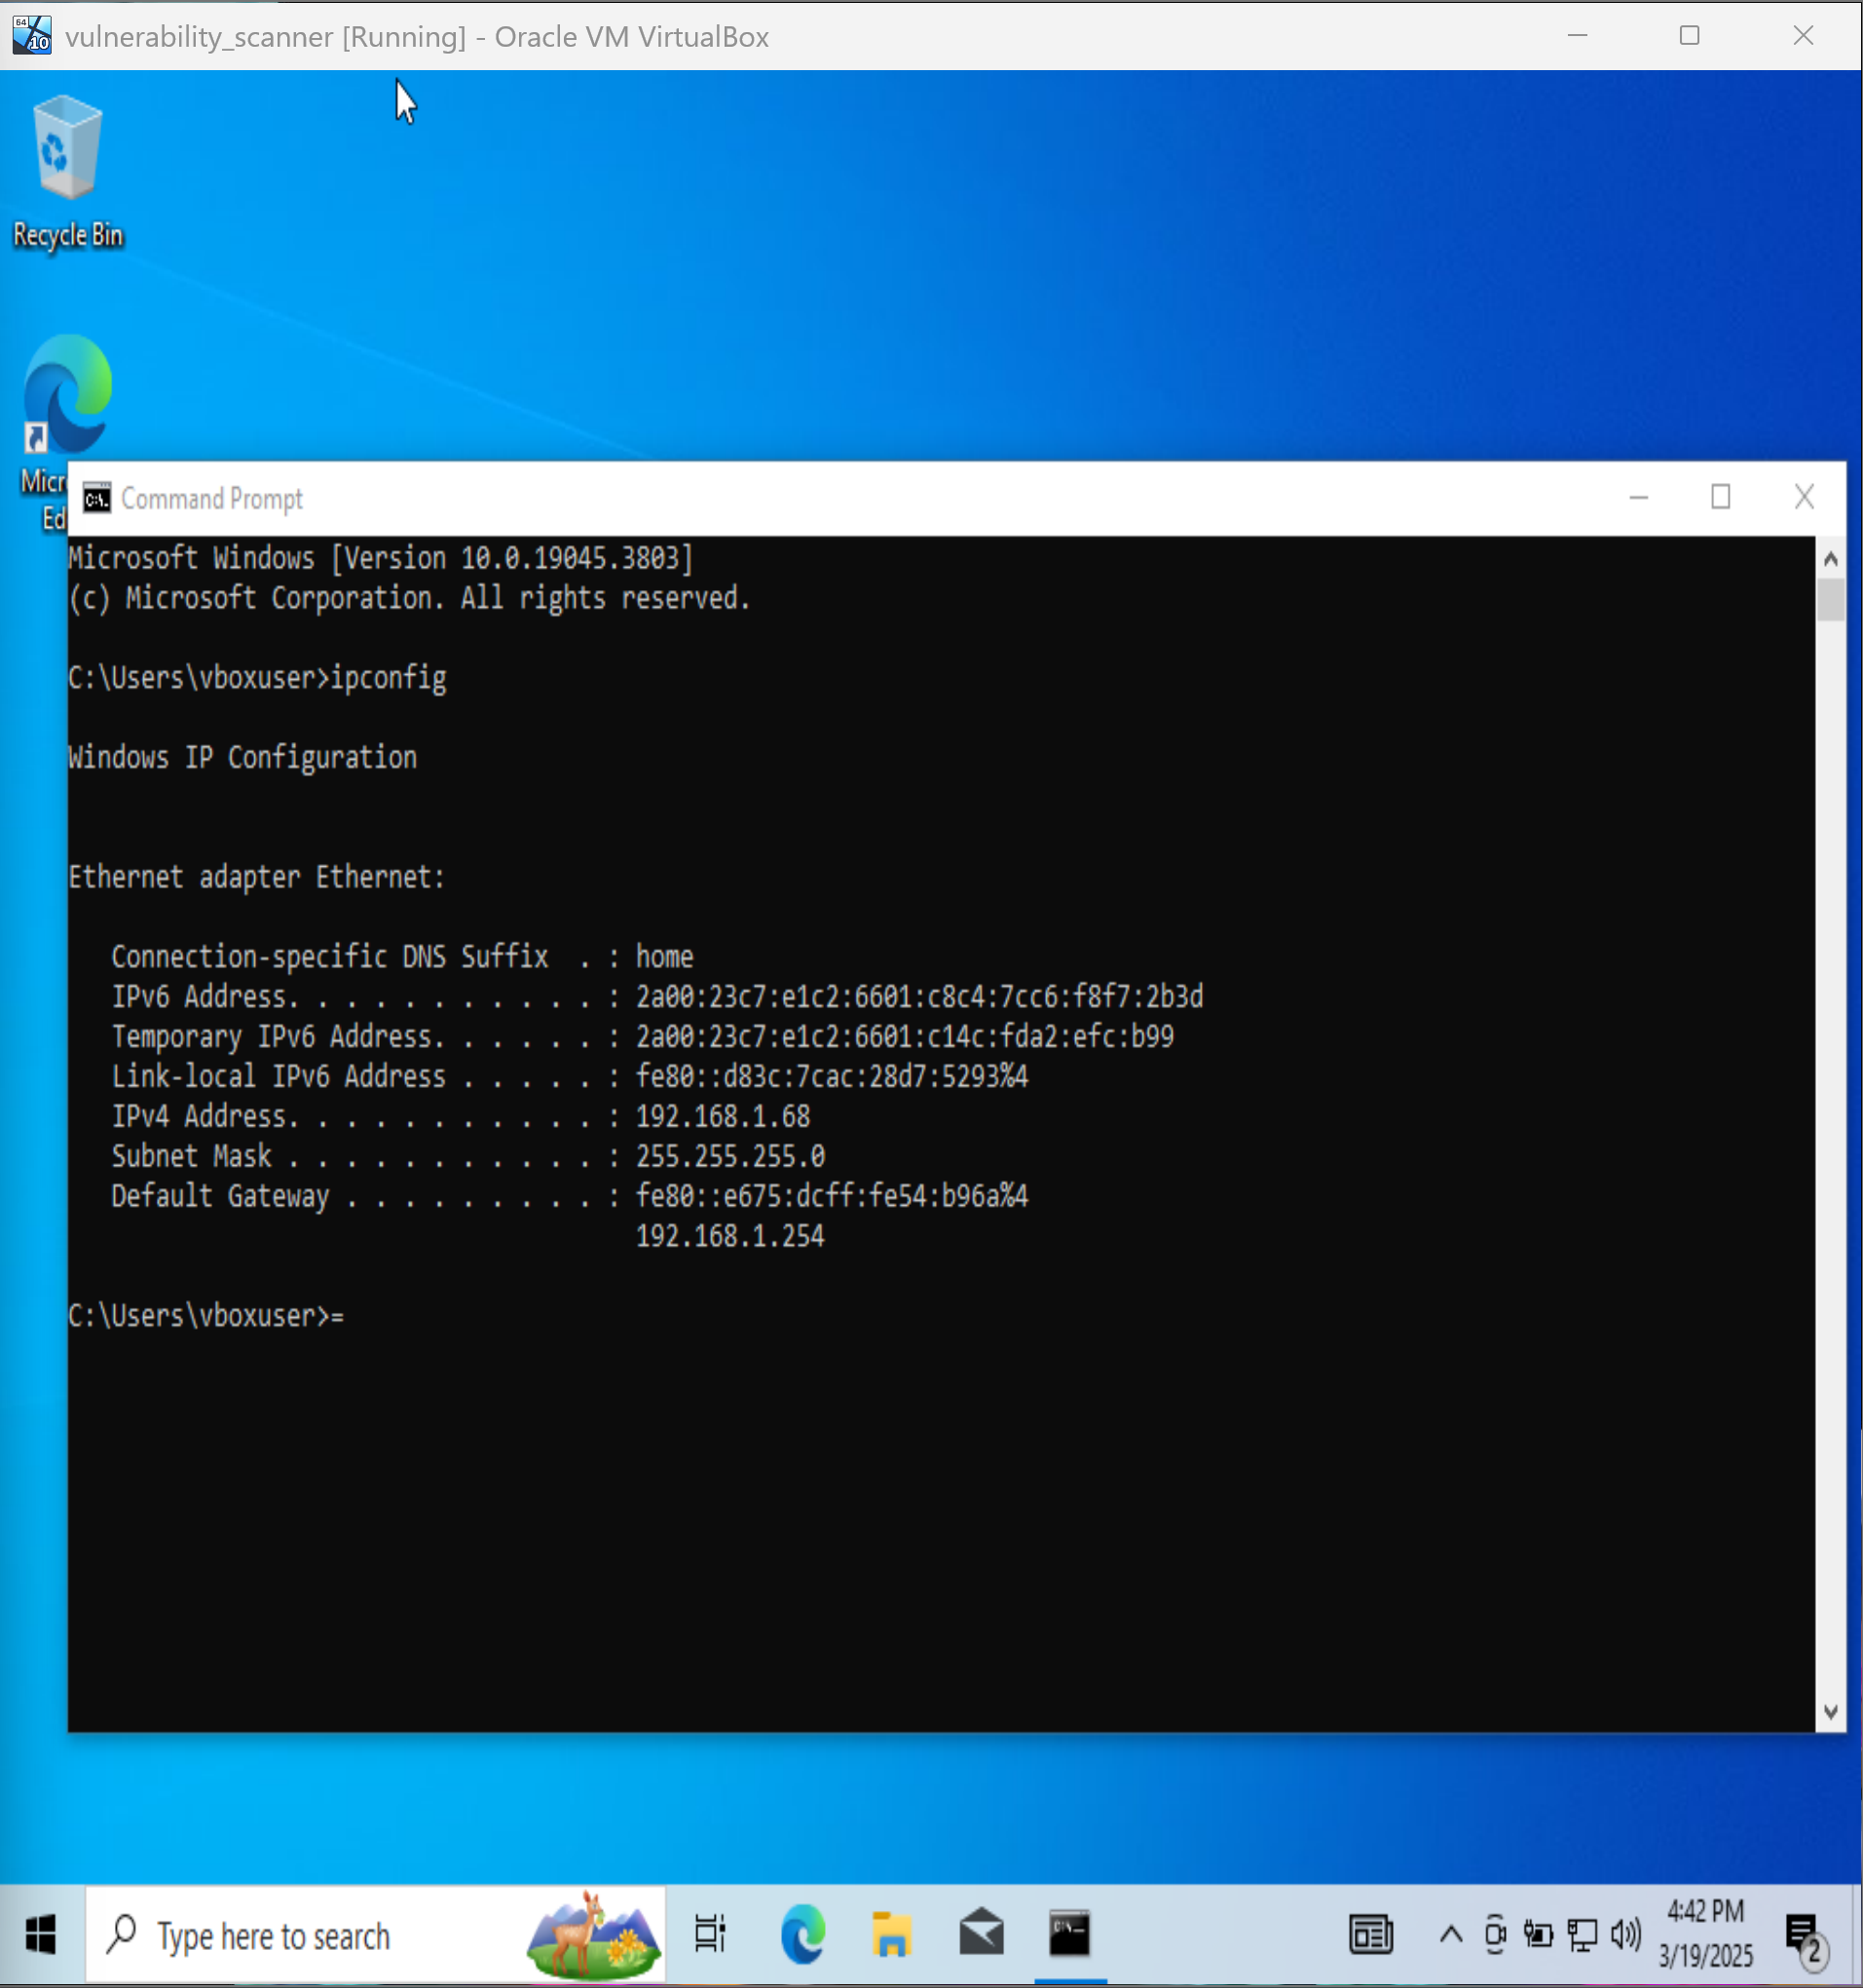 vulnerability_scanner [Running] - Oracle VM VirtualBox
Recycle Bin
Micr
Ed
Command Prompt
Microsoft Windows [Version 10.0.19045.3803]
(c) Microsoft Corporation. All rights reserved.
C:\Users\vboxuser>ipconfig
Windows IP Configuration
Ethernet adapter Ethernet:
Connection-specific DNS Suffix  . : home
IPv6 Address. . . . . . . . . . . : 2a00:23c7:e1c2:6601:c8c4:7cc6:f8f7:2b3d
Temporary IPv6 Address. . . . . . : 2a00:23c7:e1c2:6601:c14c:fda2:efc:b99
Link-local IPv6 Address . . . . . : fe80::d83c:7cac:28d7:5293%4
IPv4 Address. . . . . . . . . . . : 192.168.1.68
Subnet Mask . . . . . . . . . . . : 255.255.255.0
Default Gateway . . . . . . . . . : fe80::e675:dcff:fe54:b96a%4
192.168.1.254
C:\Users\vboxuser>=
Type here to search
4:42 PM
3/19/2025
2